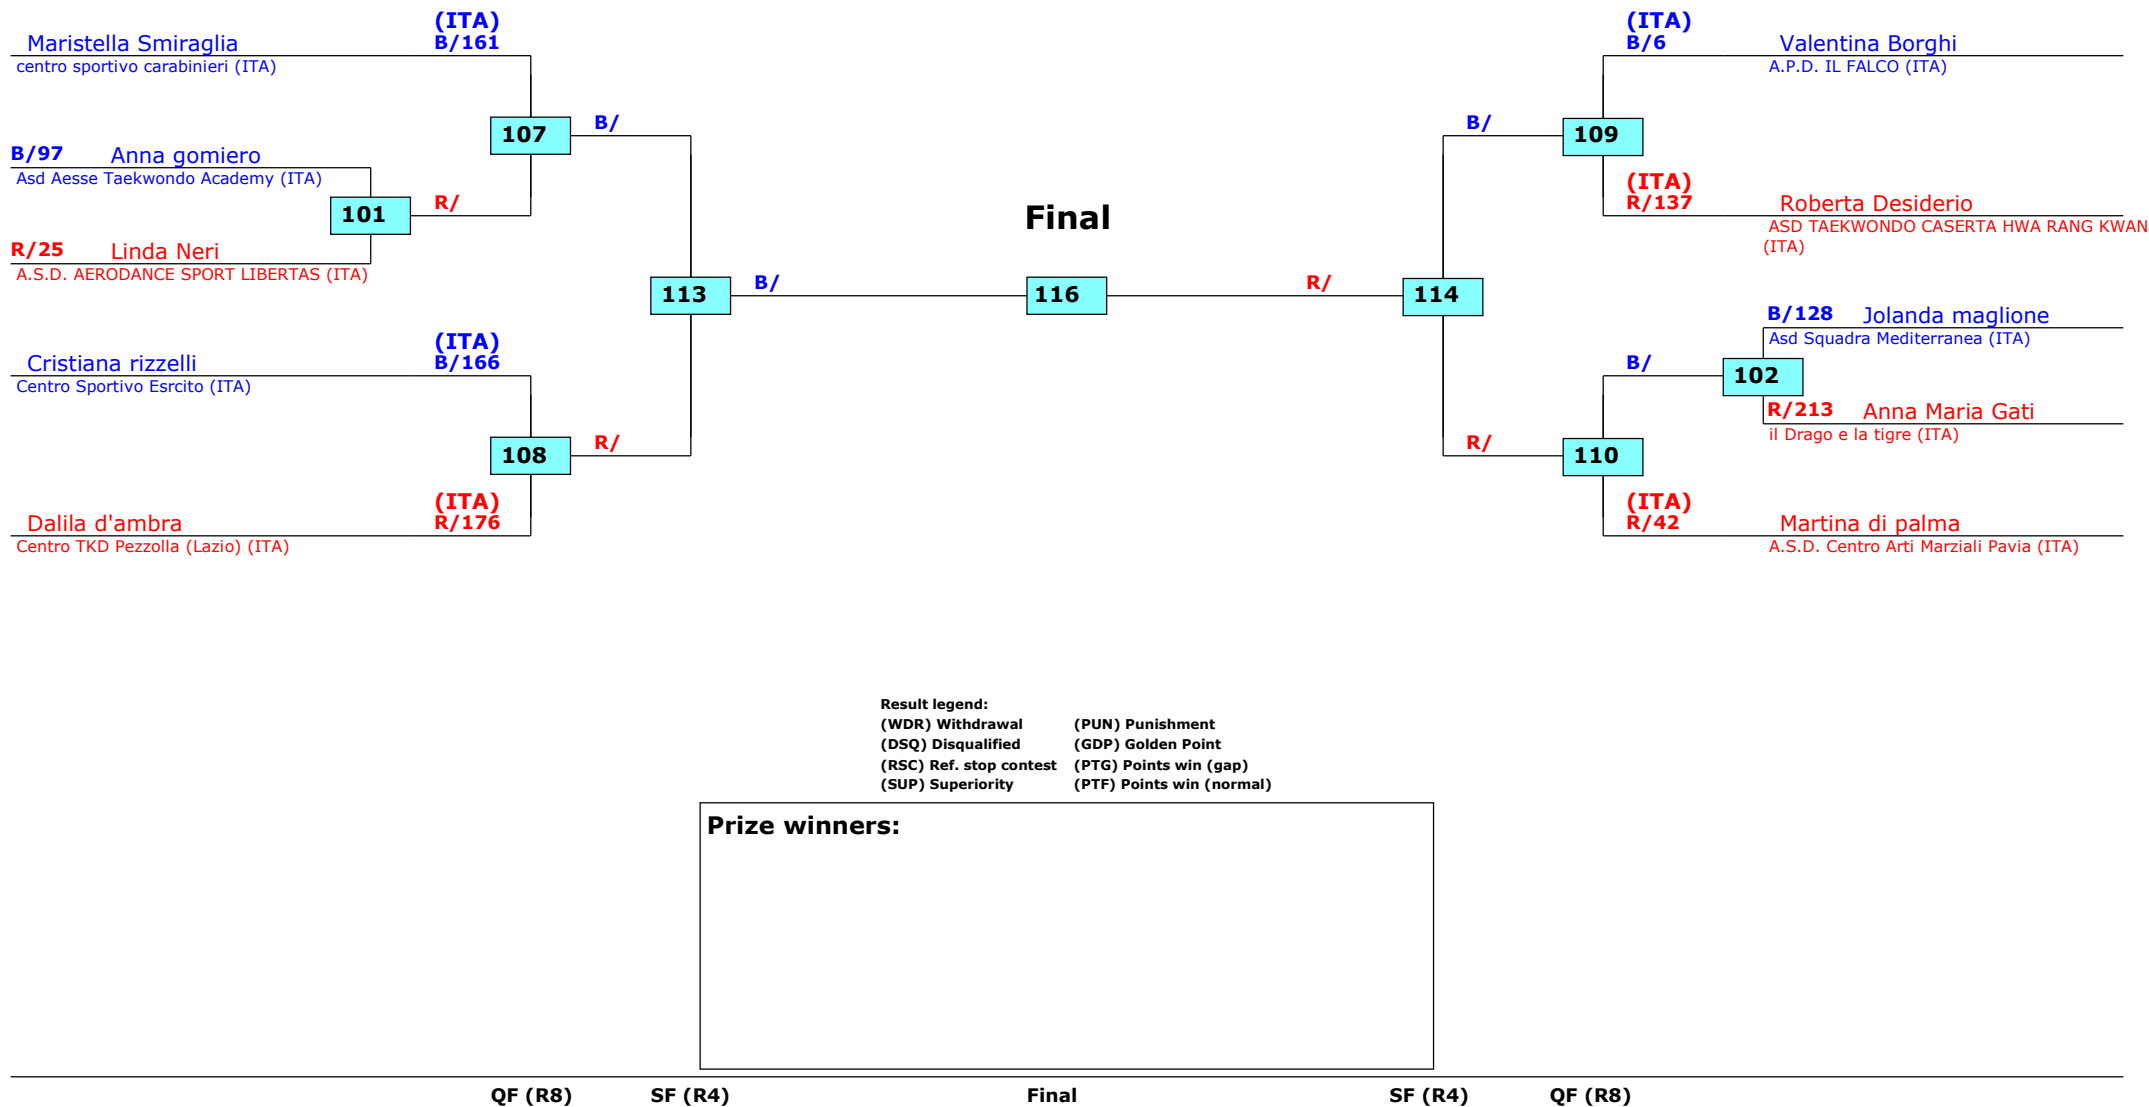 (ITA)
Maristella Smiraglia B/161
centro sportivo carabinieri (ITA)
107 B/
B/97 Anna gomiero
Asd Aesse Taekwondo Academy (ITA)
101 R/
R/25 Linda Neri
A.S.D. AERODANCE SPORT LIBERTAS (ITA)
113 B/
(ITA)
Cristiana rizzelli B/166
Centro Sportivo Esrcito (ITA)
108 R/
(ITA)
Dalila d'ambra R/176
Centro TKD Pezzolla (Lazio) (ITA)
Final
116
(ITA)
B/6 Valentina Borghi
A.P.D. IL FALCO (ITA)
B/ 109
(ITA)
R/137 Roberta Desiderio
ASD TAEKWONDO CASERTA HWA RANG KWAN
(ITA)
R/ 114
B/128 Jolanda maglione
Asd Squadra Mediterranea (ITA)
B/ 102
R/213 Anna Maria Gati
il Drago e la tigre (ITA)
R/ 110
(ITA)
R/42 Martina di palma
A.S.D. Centro Arti Marziali Pavia (ITA)
Result legend:
(WDR) Withdrawal (PUN) Punishment
(DSQ) Disqualified (GDP) Golden Point
(RSC) Ref. stop contest (PTG) Points win (gap)
(SUP) Superiority (PTF) Points win (normal)
Prize winners:
QF (R8) SF (R4) Final SF (R4) QF (R8)